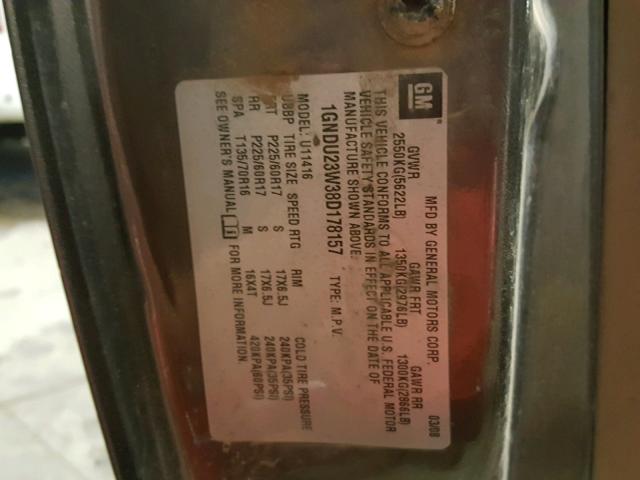 GM
MFD BY GENERAL MOTORS CORP. 03/08
GVWR GAWR FRT GAWR RR
2550KG(5622LB) 1350KG(2976LB) 1300KG(2866LB)
THIS VEHICLE CONFORMS TO ALL APPLICABLE U.S. FEDERAL MOTOR
VEHICLE SAFETY STANDARDS IN EFFECT ON THE DATE OF
MANUFACTURE SHOWN ABOVE.
1GNDU23W38D178157 TYPE: M.P.V.
MODEL: U11416
UBBP TIRE SIZE SPEED RTG RIM COLD TIRE PRESSURE
P225/60R17 S 17X6.5J 240KPA(35PSI)
RR P225/60R17 S 17X6.5J 240KPA(35PSI)
SPA T135/70R16 M 16X4T 420KPA(60PSI)
SEE OWNER'S MANUAL FOR MORE INFORMATION.